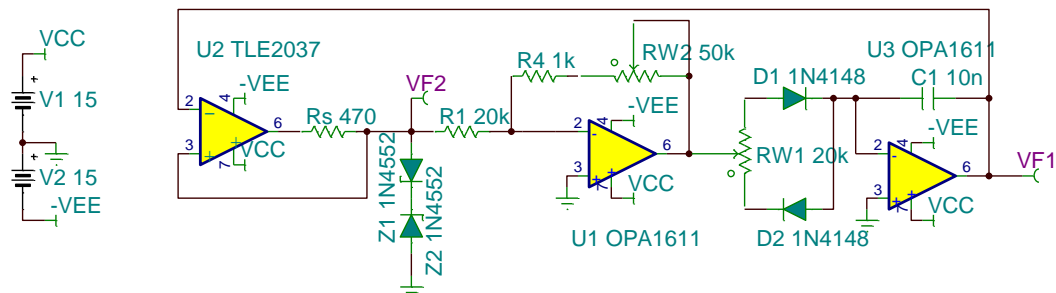 VCC
+
V1 15
+
V2 15
-VEE
U2 TLE2037
2
3
4
-VEE
6
7
VCC
Rs 470
VF2
Z1 1N4552
Z2 1N4552
R1 20k
R4 1k
RW2 50k
2
3
-VEE
4
6
7
VCC
U1 OPA1611
D1 1N4148
RW1 20k
D2 1N4148
U3 OPA1611
C1 10n
2
3
-VEE
4
6
7
VCC
VF1